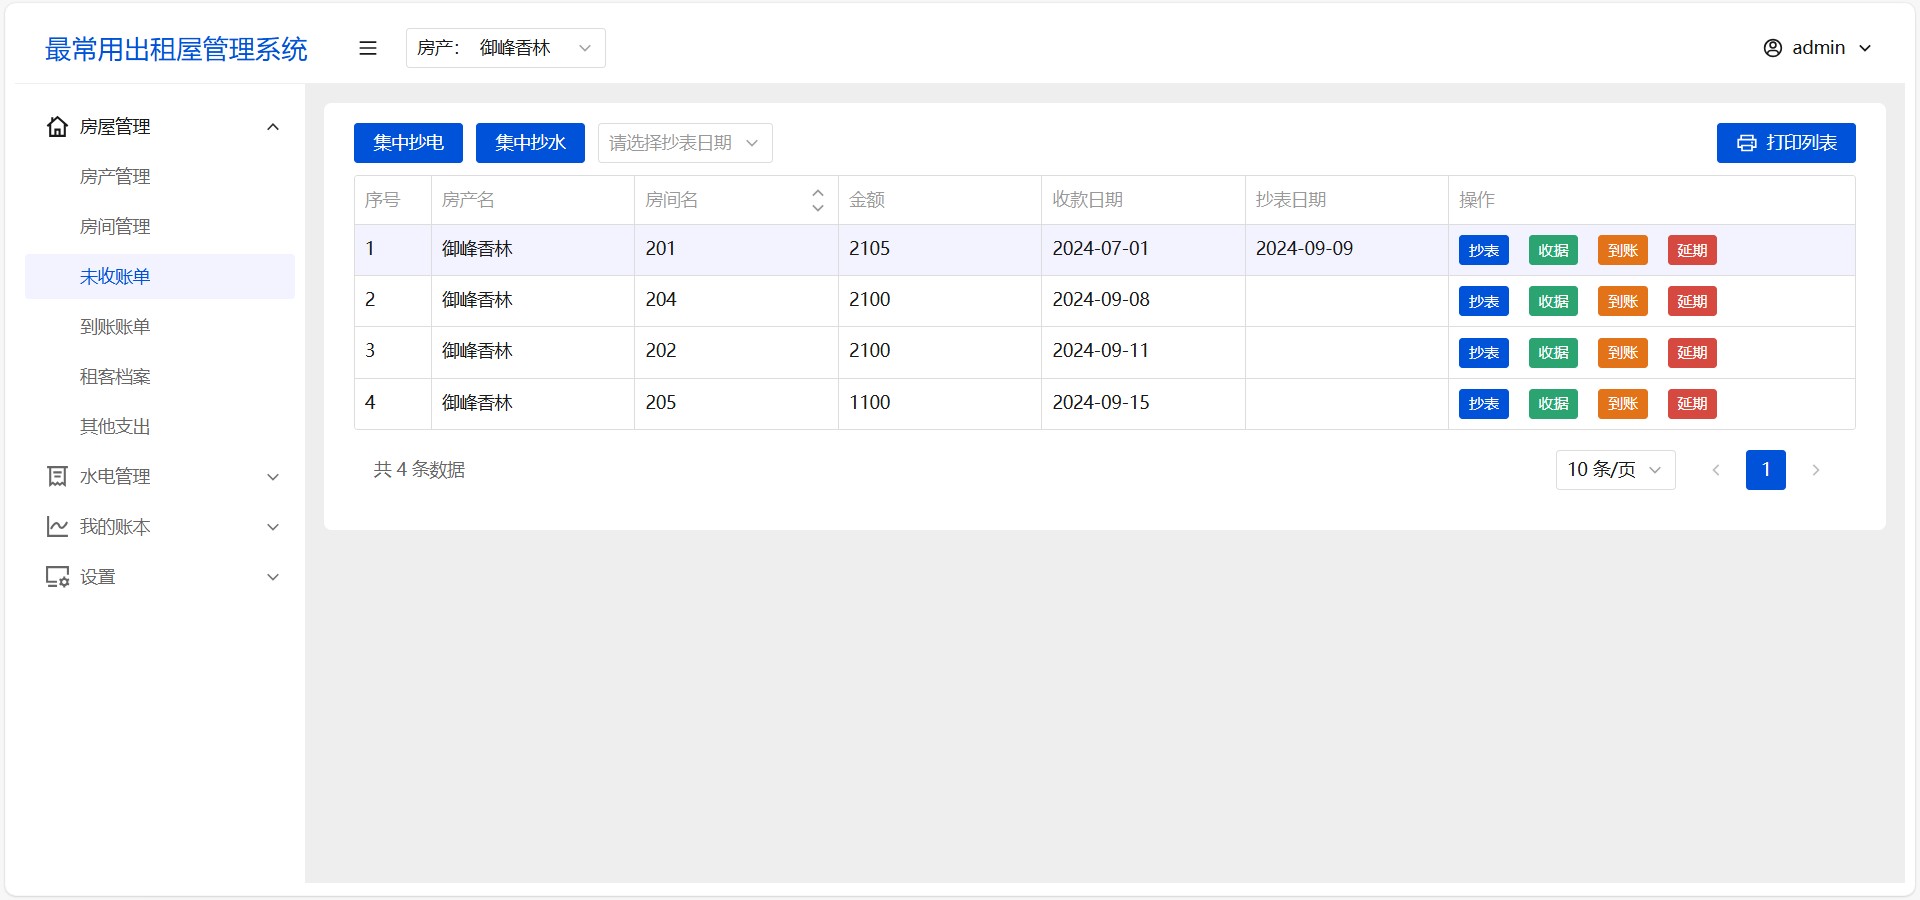 最常用出租屋管理系统
房产： 御峰香林
admin
房屋管理
房产管理
房间管理
未收账单
到账账单
租客档案
其他支出
水电管理
我的账本
设置
集中抄电 集中抄水 请选择抄表日期 打印列表
序号 房产名 房间名 金额 收款日期 抄表日期 操作
1 御峰香林 201 2105 2024-07-01 2024-09-09 抄表 收据 到账 延期
2 御峰香林 204 2100 2024-09-08 抄表 收据 到账 延期
3 御峰香林 202 2100 2024-09-11 抄表 收据 到账 延期
4 御峰香林 205 1100 2024-09-15 抄表 收据 到账 延期
共 4 条数据 10 条/页 1